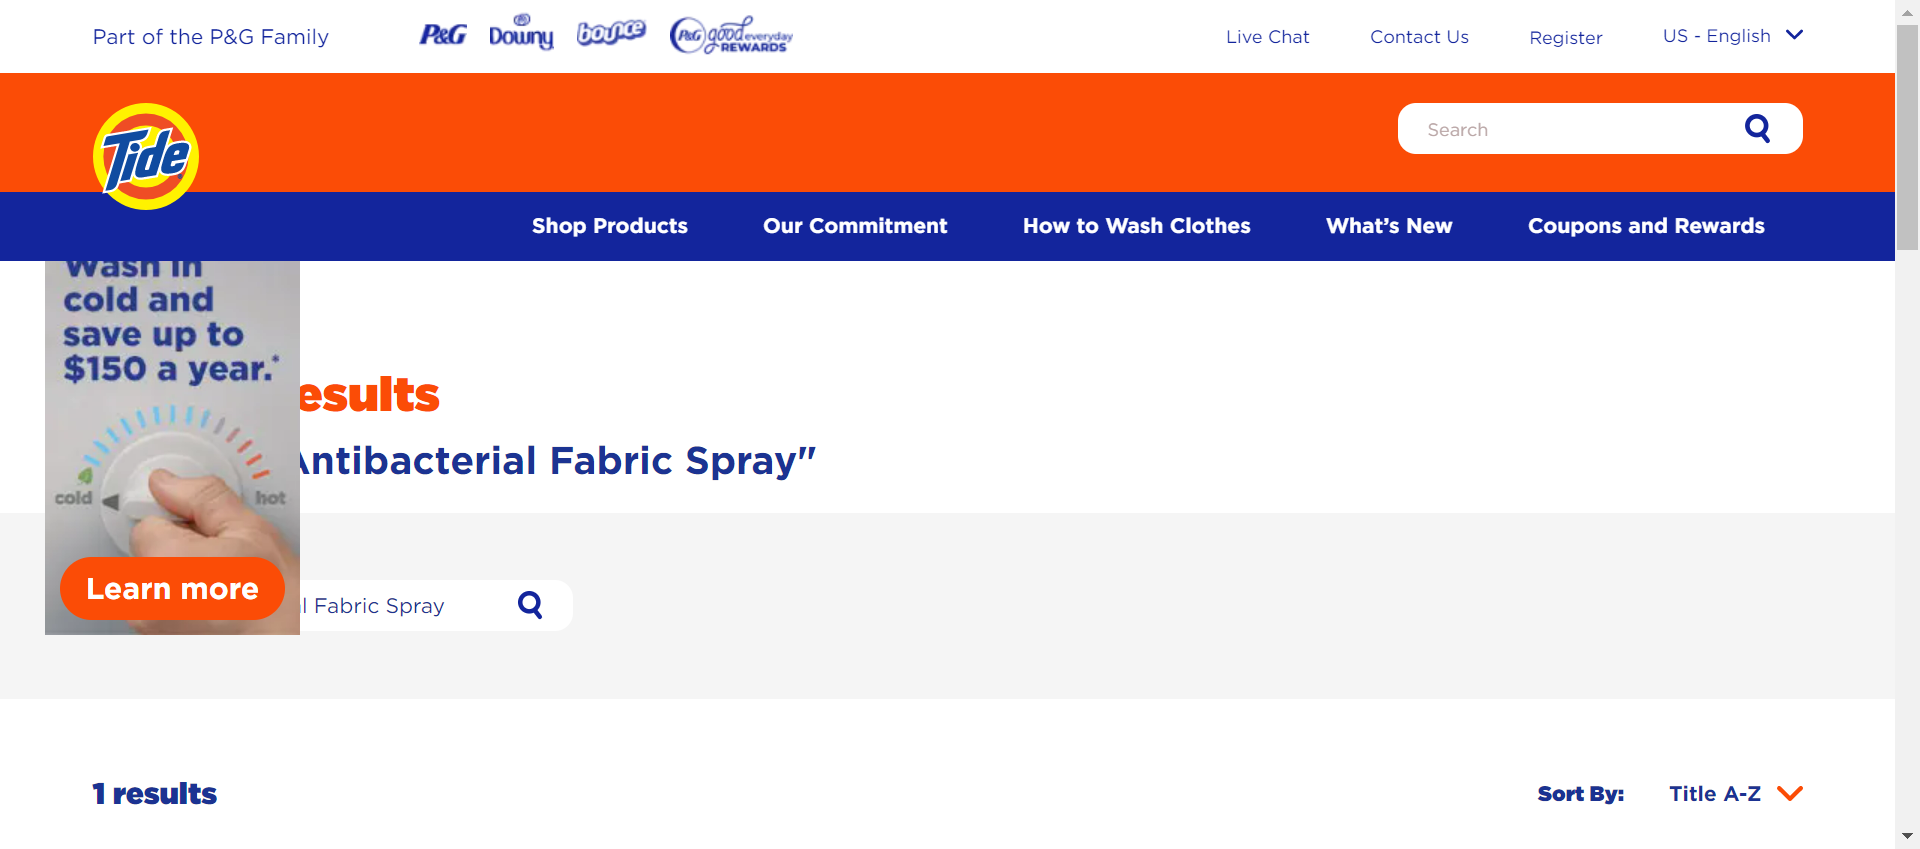 Part of the P&G Family
P&G
Downy
bounce
P&G good everyday REWARDS
Live Chat
Contact Us
Register
US - English
Tide
Search
Shop Products
Our Commitment
How to Wash Clothes
What's New
Coupons and Rewards
Wash in
cold and
save up to
$150 a year.*
cold
hot
Learn more
esults
Antibacterial Fabric Spray"
l Fabric Spray
1 results
Sort By:
Title A-Z